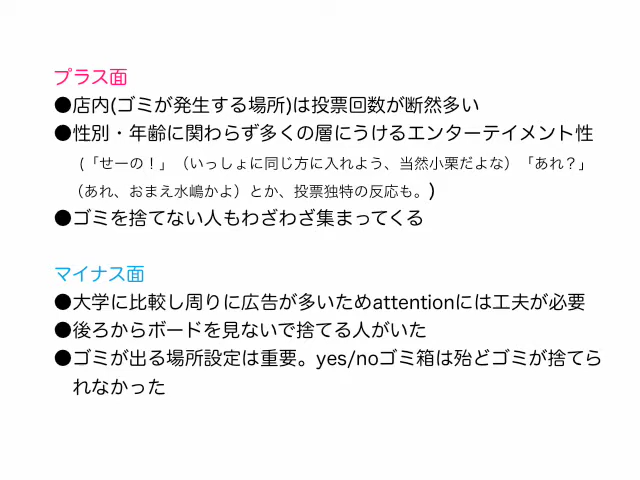 プラス面
●店内(ゴミが発生する場所)は投票回数が断然多い
●性別・年齢に関わらず多くの層にうけるエンターテイメント性
(「せーの！」（いっしょに同じ方に入れよう、当然小栗だよな）「あれ？」
（あれ、おまえ水嶋かよ）とか、投票独特の反応も。)
●ゴミを捨てない人もわざわざ集まってくる
マイナス面
●大学に比較し周りに広告が多いためattentionには工夫が必要
●後ろからボードを見ないで捨てる人がいた
●ゴミが出る場所設定は重要。yes/noゴミ箱は殆どゴミが捨てら
れなかった